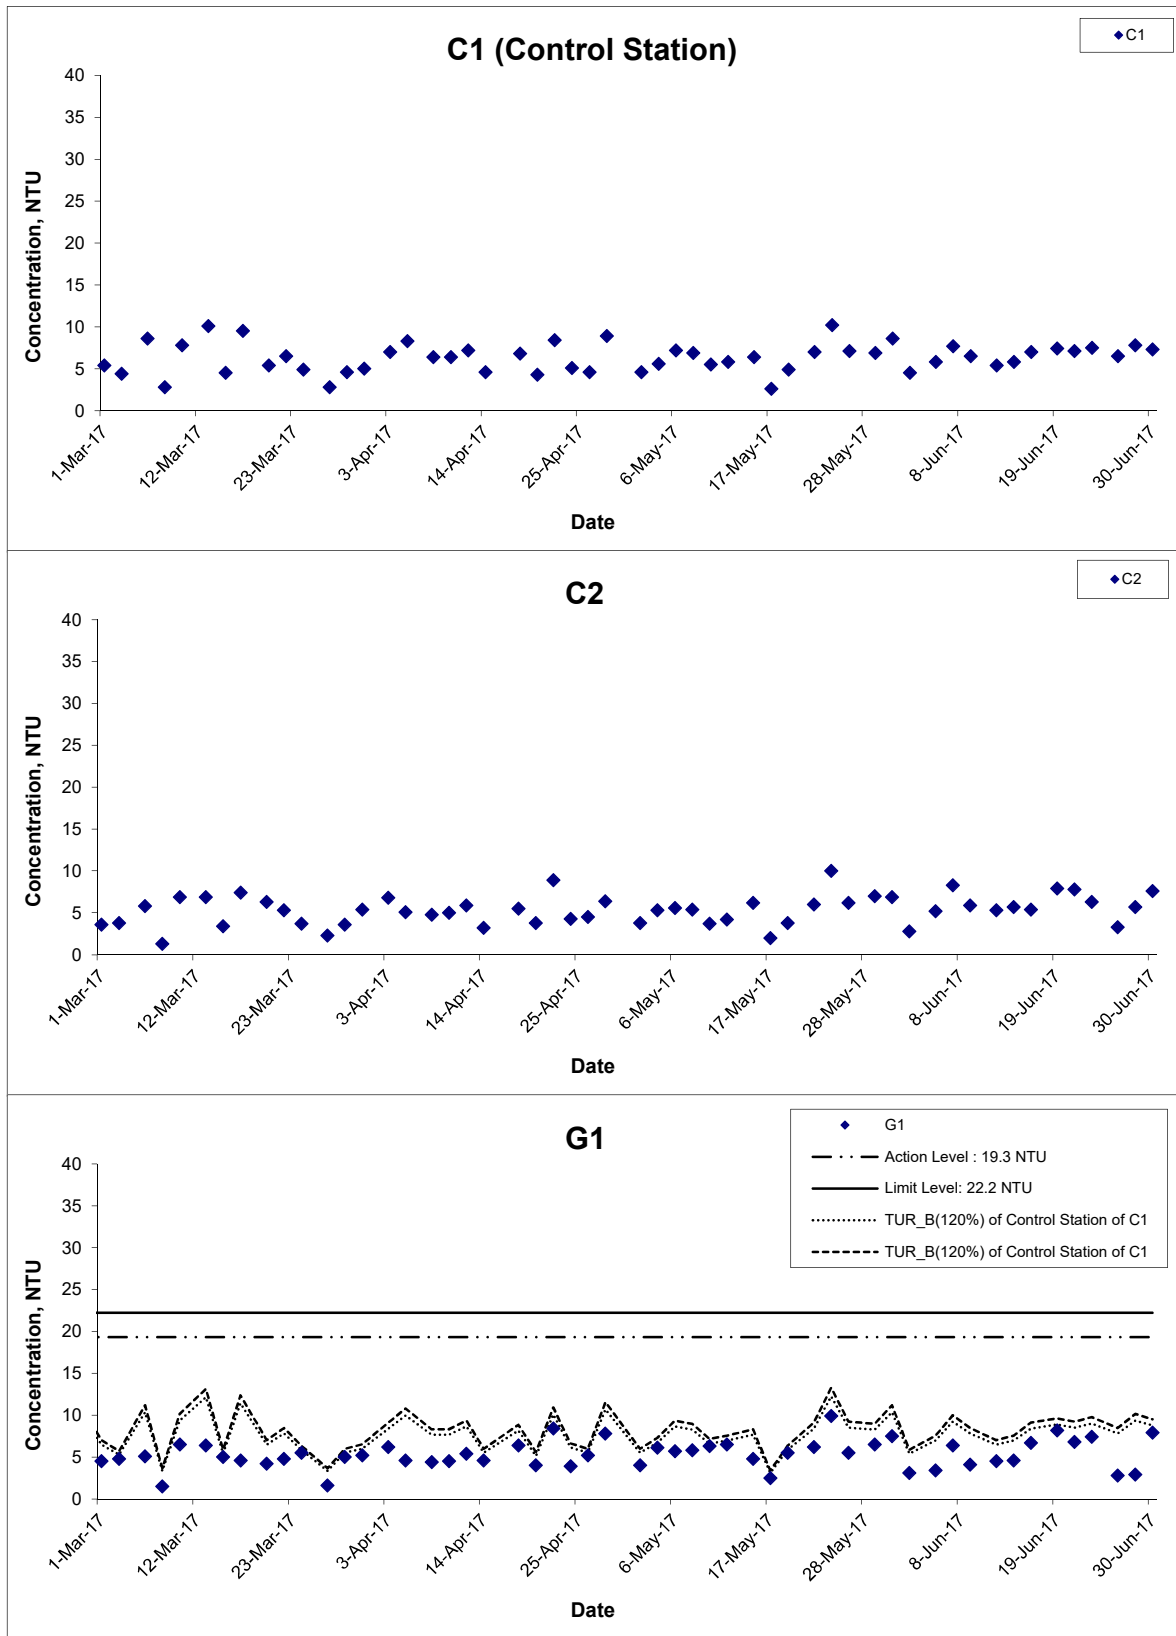 C1 (Control Station)
C1
Concentration, NTU
40
35
30
25
20
15
10
5
0
1-Mar-17
12-Mar-17
23-Mar-17
3-Apr-17
14-Apr-17
25-Apr-17
6-May-17
17-May-17
28-May-17
8-Jun-17
19-Jun-17
30-Jun-17
Date
C2
C2
Concentration, NTU
40
35
30
25
20
15
10
5
0
1-Mar-17
12-Mar-17
23-Mar-17
3-Apr-17
14-Apr-17
25-Apr-17
6-May-17
17-May-17
28-May-17
8-Jun-17
19-Jun-17
30-Jun-17
Date
G1
G1
Action Level : 19.3 NTU
Limit Level: 22.2 NTU
TUR_B(120%) of Control Station of C1
TUR_B(120%) of Control Station of C1
Concentration, NTU
40
35
30
25
20
15
10
5
0
1-Mar-17
12-Mar-17
23-Mar-17
3-Apr-17
14-Apr-17
25-Apr-17
6-May-17
17-May-17
28-May-17
8-Jun-17
19-Jun-17
30-Jun-17
Date